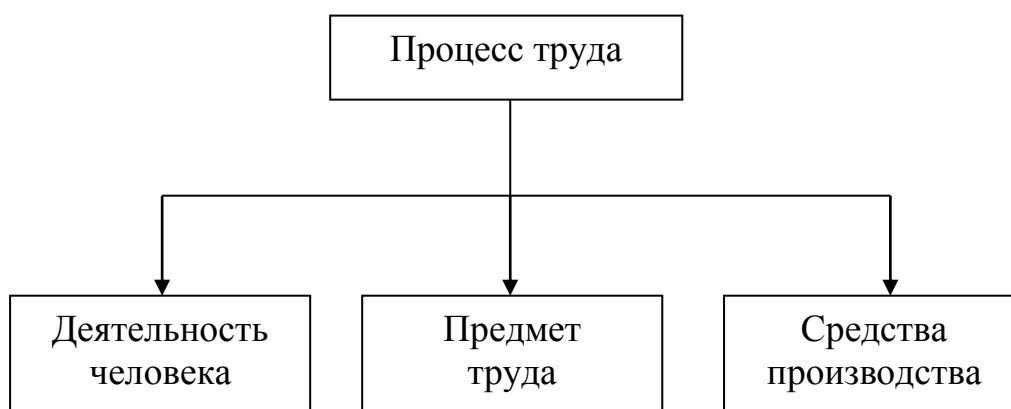 Процесс труда
Деятельность
человека
Предмет
труда
Средства
производства